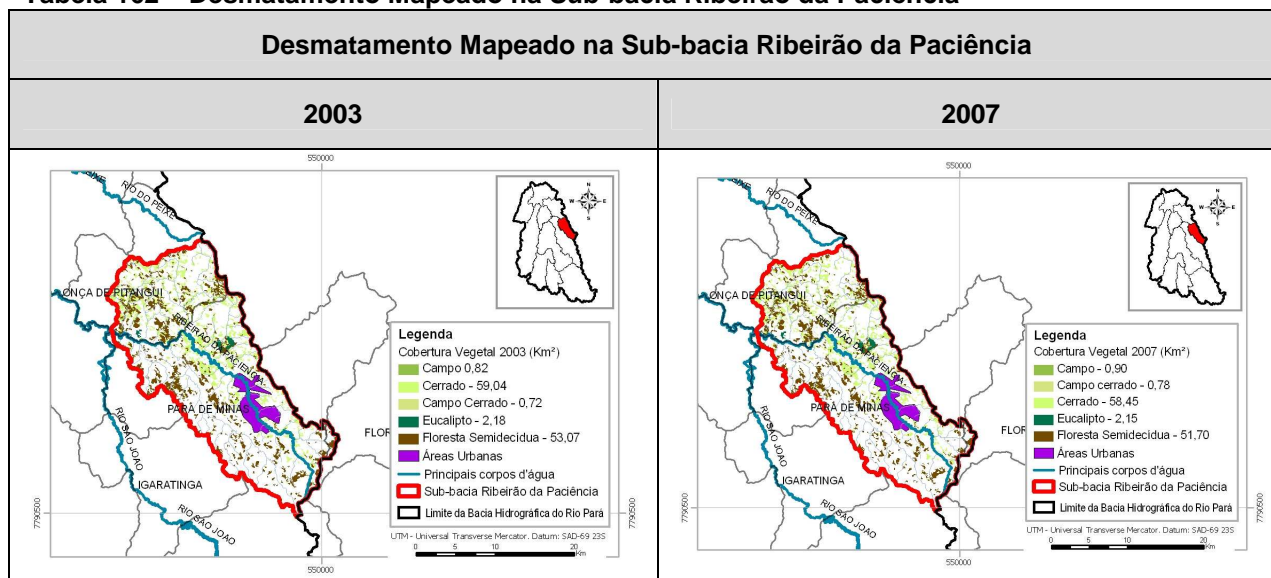 Tabela 162 – Desmatamento Mapeado na Sub-bacia Ribeirão da Paciência
Desmatamento Mapeado na Sub-bacia Ribeirão da Paciência
2003
2007
550000
RIO DO PEIXE
ONÇA DE PITANGUI
RIBEIRÃO DA PACIENCIA
PARÁ DE MINAS
FLOR
RIO SÃO JOÃO
IGARATINGA
RIO SÃO JOÃO
7790500
7790500
N
W
E
S
Legenda
Cobertura Vegetal 2003 (Km²)
Campo 0,82
Cerrado - 59,04
Campo Cerrado - 0,72
Eucalipto - 2,18
Floresta Semidecídua - 53,07
Áreas Urbanas
Principais corpos d'água
Sub-bacia Ribeirão da Paciência
Limite da Bacia Hidrográfica do Rio Pará
UTM - Universal Transverse Mercator. Datum: SAD-69 23S
0 5 10 20
Km
550000
550000
RIO DO PEIXE
ONÇA DE PITANGUI
RIBEIRÃO DA PACIENCIA
PARÁ DE MINAS
FLOR
RIO SÃO JOÃO
IGARATINGA
RIO SÃO JOÃO
7790500
7790500
N
W
E
S
Legenda
Cobertura Vegetal 2007 (Km²)
Campo - 0,90
Campo cerrado - 0,78
Cerrado - 58,45
Eucalipto - 2,15
Floresta Semidecídua - 51,70
Áreas Urbanas
Principais corpos d'água
Sub-bacia Ribeirão da Paciência
Limite da Bacia Hidrográfica do Rio Pará
UTM - Universal Transverse Mercator. Datum: SAD-69 23S
0 5 10 20
Km
550000